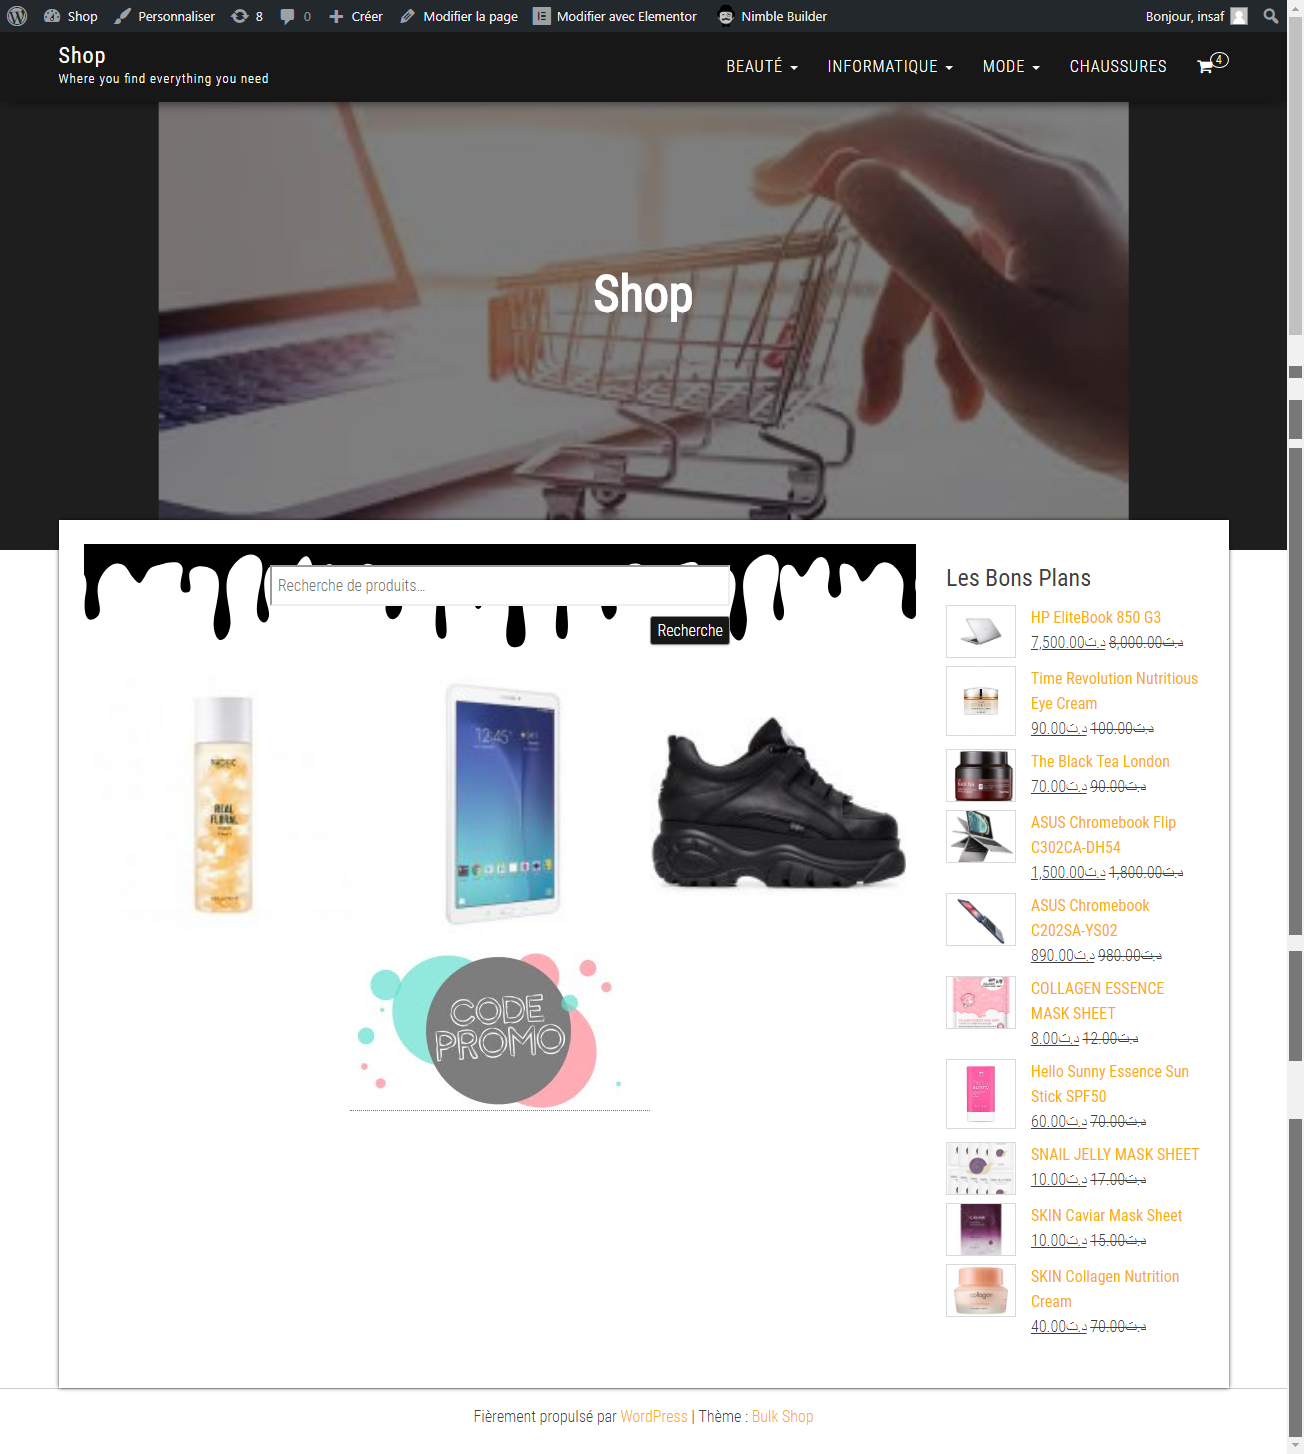 Shop
Personnaliser
8
0
Créer
Modifier la page
Modifier avec Elementor
Nimble Builder
Bonjour, insaf
Shop
Where you find everything you need
BEAUTÉ
INFORMATIQUE
MODE
CHAUSSURES
4
Shop
Recherche de produits…
Recherche
REAL
FLORAL
12:45
CODE
PROMO
Les Bons Plans
HP EliteBook 850 G3
7,500.00د.ت 8,000.00د.ت
Time Revolution Nutritious
Eye Cream
90.00د.ت 100.00د.ت
The Black Tea London
70.00د.ت 90.00د.ت
ASUS Chromebook Flip
C302CA-DH54
1,500.00د.ت 1,800.00د.ت
ASUS Chromebook
C202SA-YS02
890.00د.ت 980.00د.ت
COLLAGEN ESSENCE
MASK SHEET
8.00د.ت 12.00د.ت
Hello Sunny Essence Sun
Stick SPF50
60.00د.ت 70.00د.ت
SNAIL JELLY MASK SHEET
10.00د.ت 17.00د.ت
SKIN Caviar Mask Sheet
10.00د.ت 15.00د.ت
collagen
SKIN Collagen Nutrition
Cream
40.00د.ت 70.00د.ت
Fièrement propulsé par WordPress | Thème : Bulk Shop